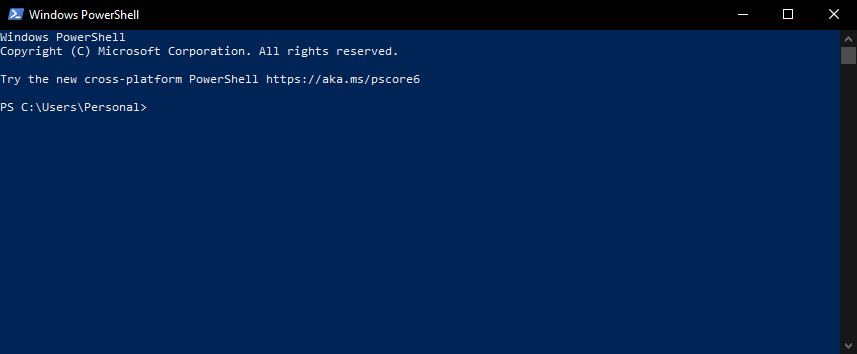 Windows PowerShell
Windows PowerShell
Copyright (C) Microsoft Corporation. All rights reserved.
Try the new cross-platform PowerShell https://aka.ms/pscore6
PS C:\Users\Personal>